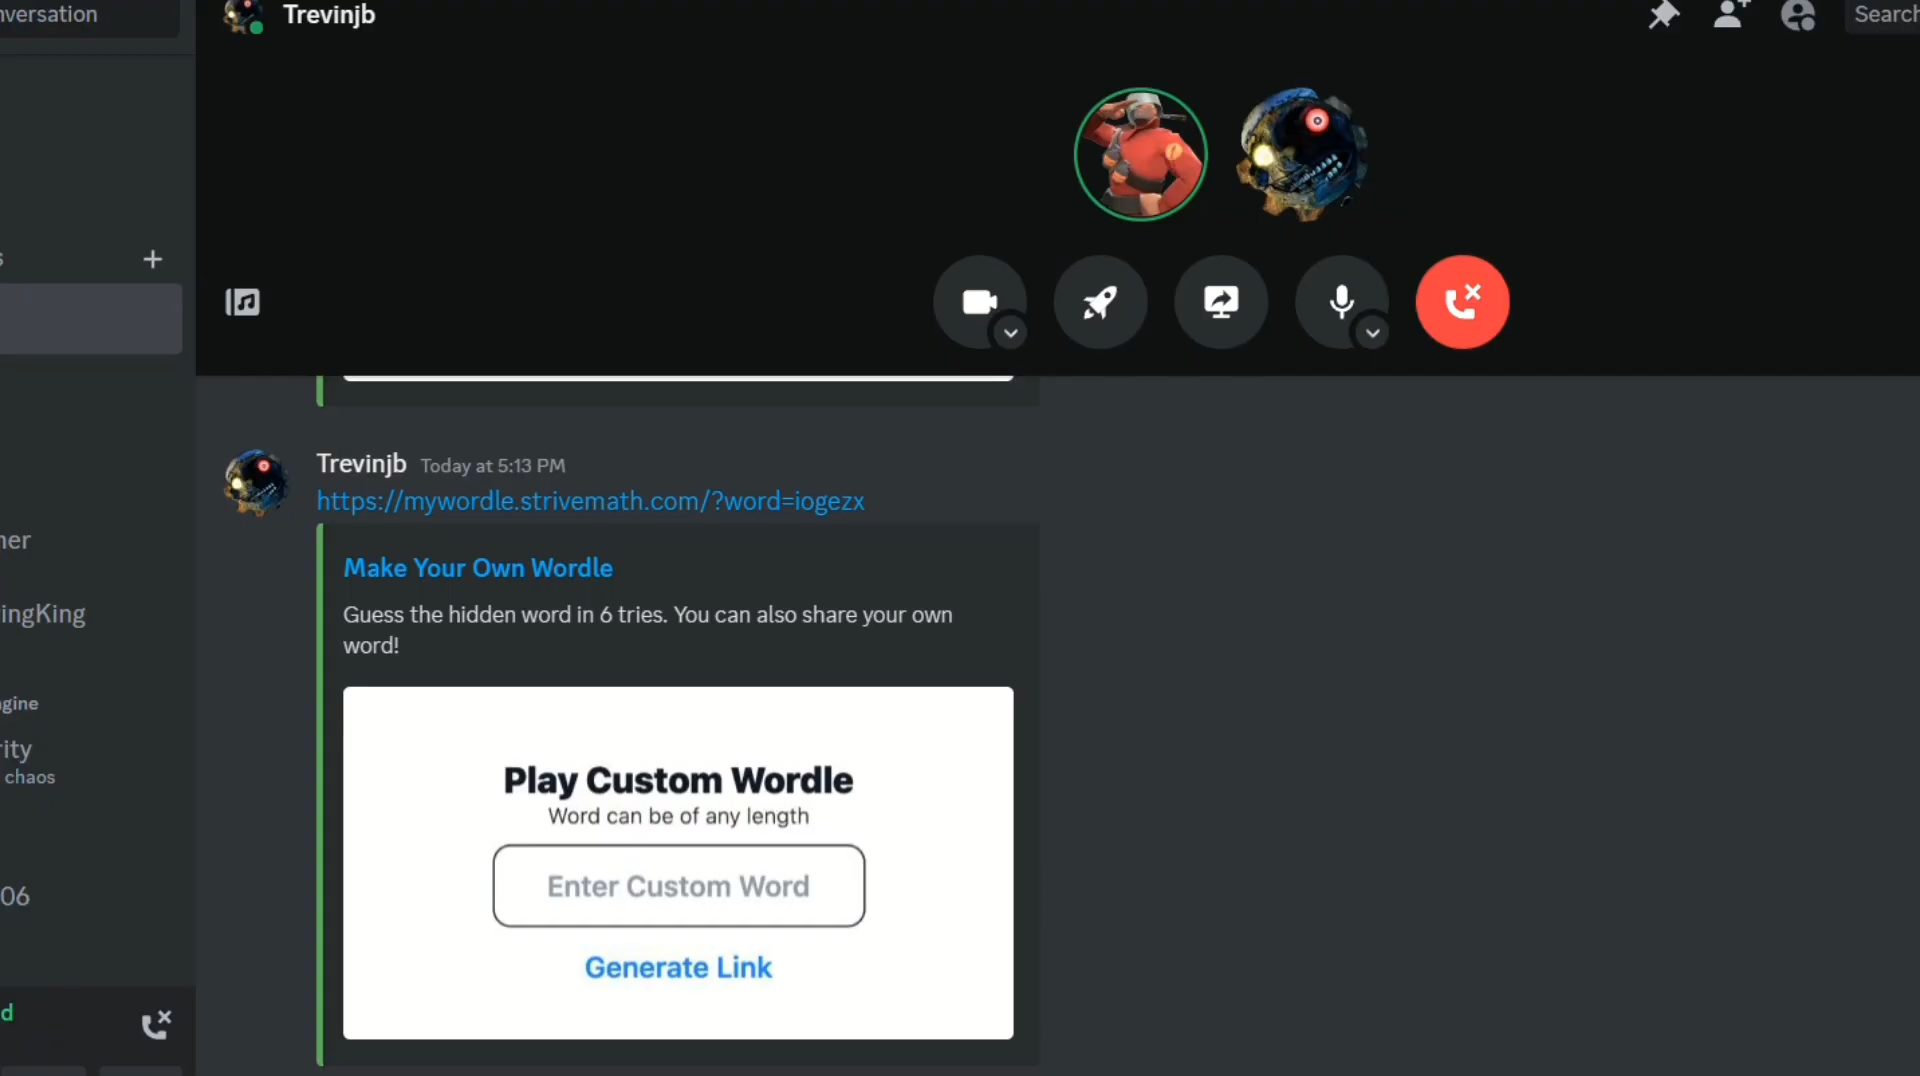 nversation
Trevinjb
Search
s
ner
ingKing
gine
rity
chaos
06
d
Trevinjb Today at 5:13 PM
https://mywordle.strivemath.com/?word=iogezx
Make Your Own Wordle
Guess the hidden word in 6 tries. You can also share your own
word!
Play Custom Wordle
Word can be of any length
Enter Custom Word
Generate Link